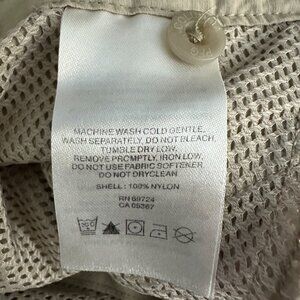 MACHINE WASH COLD GENTLE,
WASH SEPARATELY, DO NOT BLEACH,
TUMBLE DRY LOW,
REMOVE PROMPTLY, IRON LOW,
DO NOT USE FABRIC SOFTENER,
DO NOT DRYCLEAN
SHELL : 100% NYLON
RN 69724
CA 05367